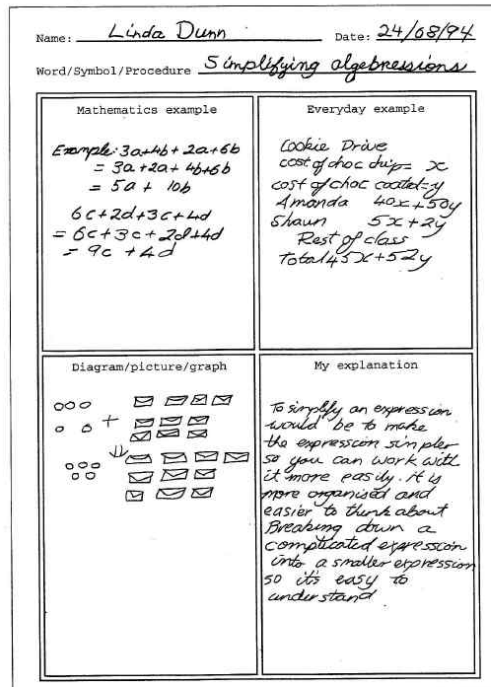 Name: Linda Dunn Date: 24/08/94
Word/Symbol/Procedure Simplifying algebressions
Mathematics example
Example: 3a+4b+2a+6b
= 3a+2a+4b+6b
= 5a + 10b
6c+2d+3c+4d
= 6c+3c+2d+4d
= 9c+4d
Everyday example
Cookie Drive
cost of choc chip= x
cost of choc coated=y
Amanda 40x+50y
Shaun 5x+2y
Rest of class
Total 45x+52y
Diagram/picture/graph
+
My explanation
To simplify an expression
would be to make
the expression simpler
so you can work with
it more easily. it is
more organised and
easier to think about
Breaking down a
complicated expression
into a smaller expression
so it's easy to
understand